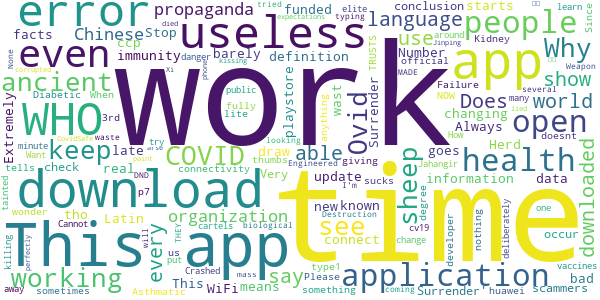 error
propaganda
funded
conclusion
died
tried
expectations
elite
typing
None
facts
Chinese
Stop
language
starts
Since
learn
Jinping
even
ccp
useless
people
immunity
barely
definition
use
Number
around
Kidney
official
danger
kissing
TRUSTS
MADE
corrupted
Xi
phone
ancient
WHO
work
app
Why
Diabetic
When
playstore
Ovid
Surrender
NOW
Failure
Weapon
show
several
public
fully
lite
anything
wast
Does
world
Extremely
keep
COVID
able
changing
Always
open
many
How
doesnt
lied
CovidSafe
waste
3rd
late
try
arse
looking
thumbs
Engineered
draw
giving
sheep
Herd
health
downloaded
minute
Want
tells
check
real
connectivity
Very
update
goes
Jahangir
information
data
download
time
DND
p7
wonder
tho
Latin
see
new
known
sucks
I'm
degree
deliberately
tainted
Cannot
every
organization
connect
type1
change
cv19
developer
occur
This
app
will
THEY
cartels
biological
Destruction
Please
nothing
one
vaccines
working
us
put
say
application
bad
killing
perfectly
This
WiFi
means
mass
something
coming
Surrender
huawei
scammers
away
sometimes
Asthmatic
Crashed
point